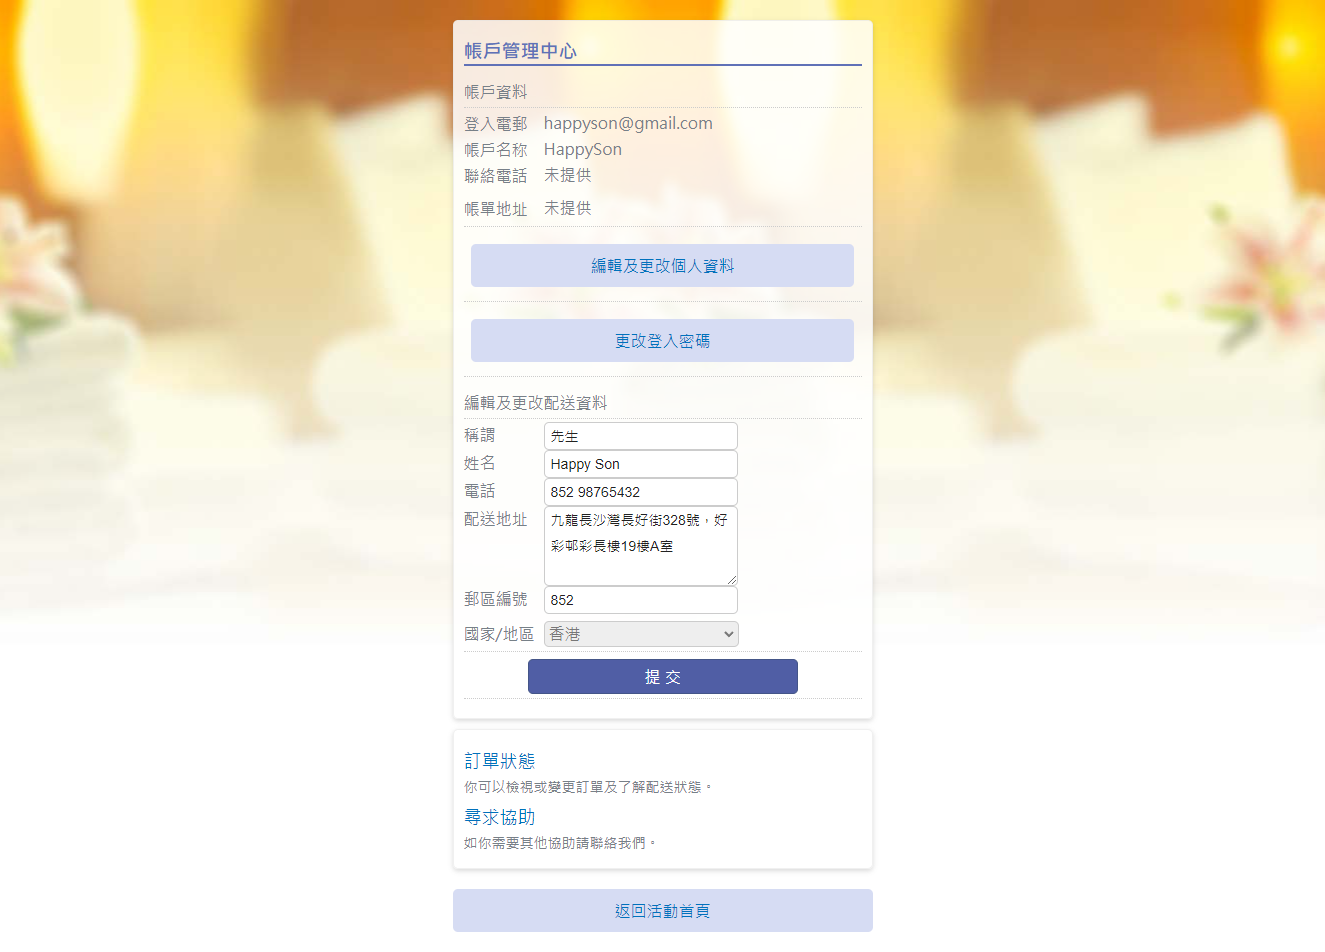 帳戶管理中心
帳戶資料
登入電郵 happyson@gmail.com
帳戶名称 HappySon
聯絡電話 未提供
帳單地址 未提供
編輯及更改個人資料
更改登入密碼
編輯及更改配送資料
稱謂 先生
姓名 Happy Son
電話 852 98765432
配送地址 九龍長沙灣長好街328號，好
彩邨彩長樓19樓A室
郵區編號 852
國家/地區 香港
提 交
訂單狀態
你可以檢視或變更訂單及了解配送狀態。
尋求協助
如你需要其他協助請聯絡我們。
返回活動首頁